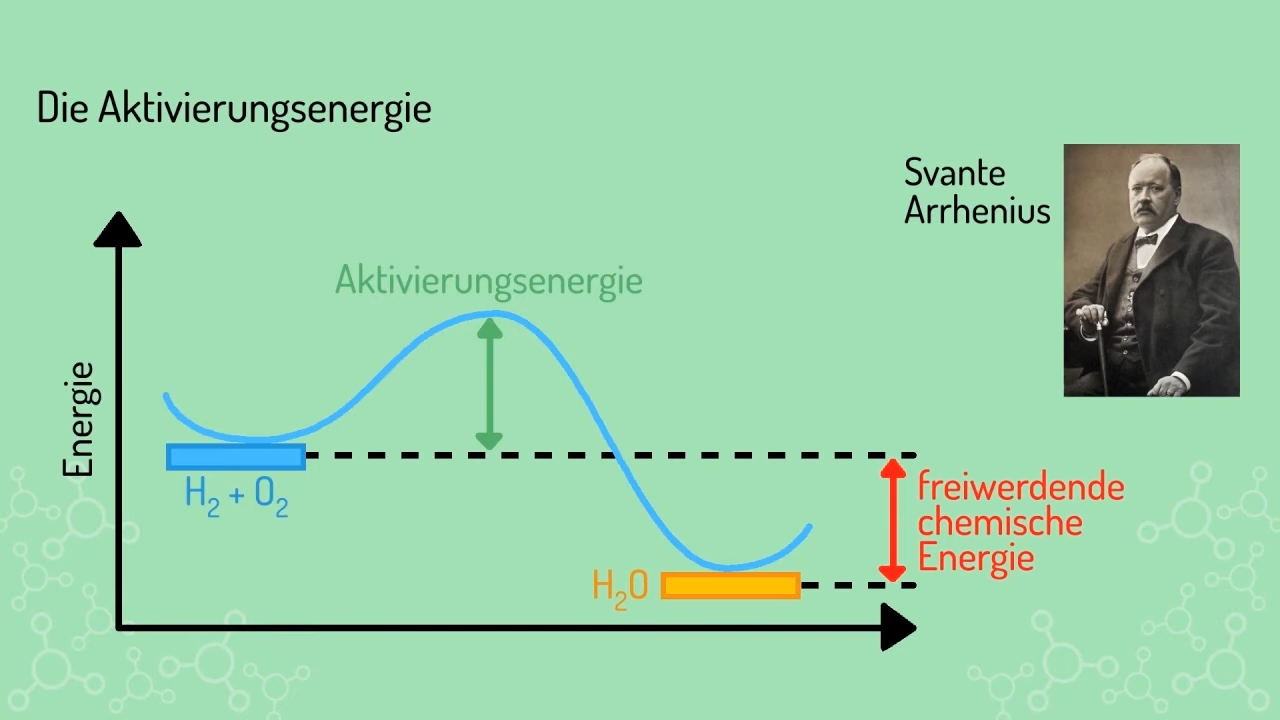 Die Aktivierungsenergie
Svante
Arrhenius
Aktivierungsenergie
Energie
H₂ + O₂
freiwerdende
chemische
Energie
H₂O